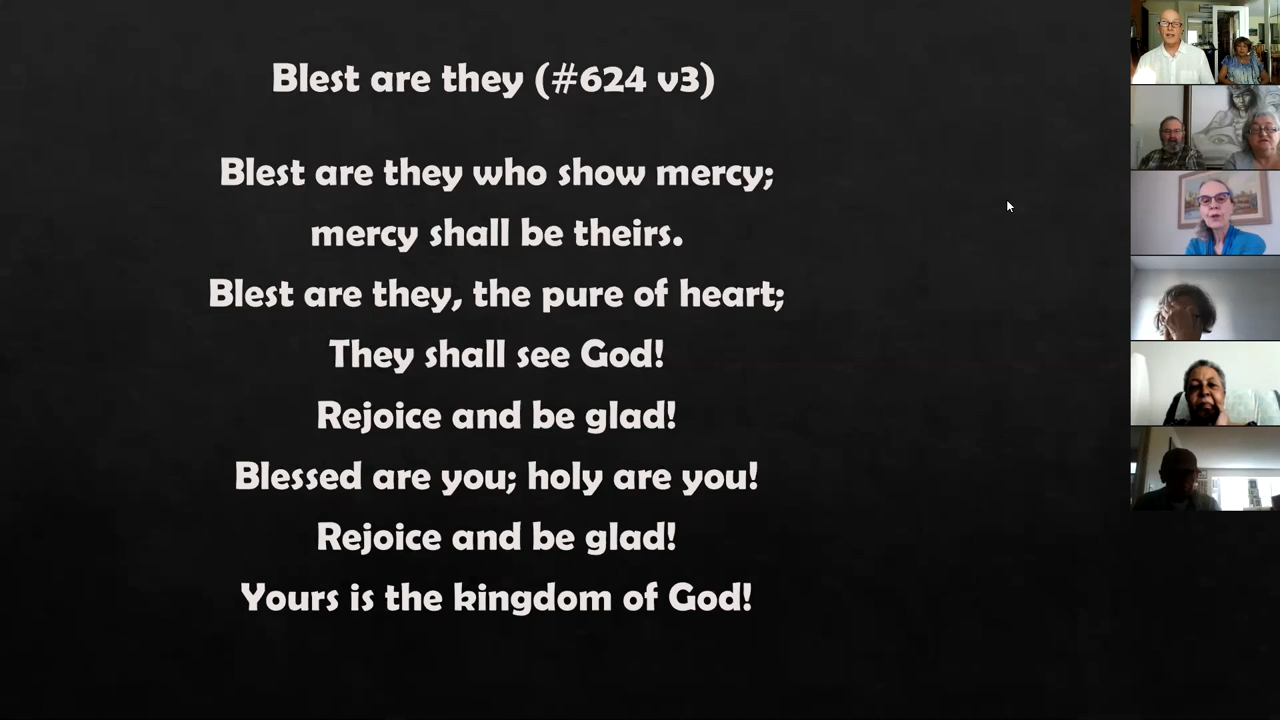 Blest are they (#624 v3)
Blest are they who show mercy;
mercy shall be theirs.
Blest are they, the pure of heart;
They shall see God!
Rejoice and be glad!
Blessed are you; holy are you!
Rejoice and be glad!
Yours is the kingdom of God!